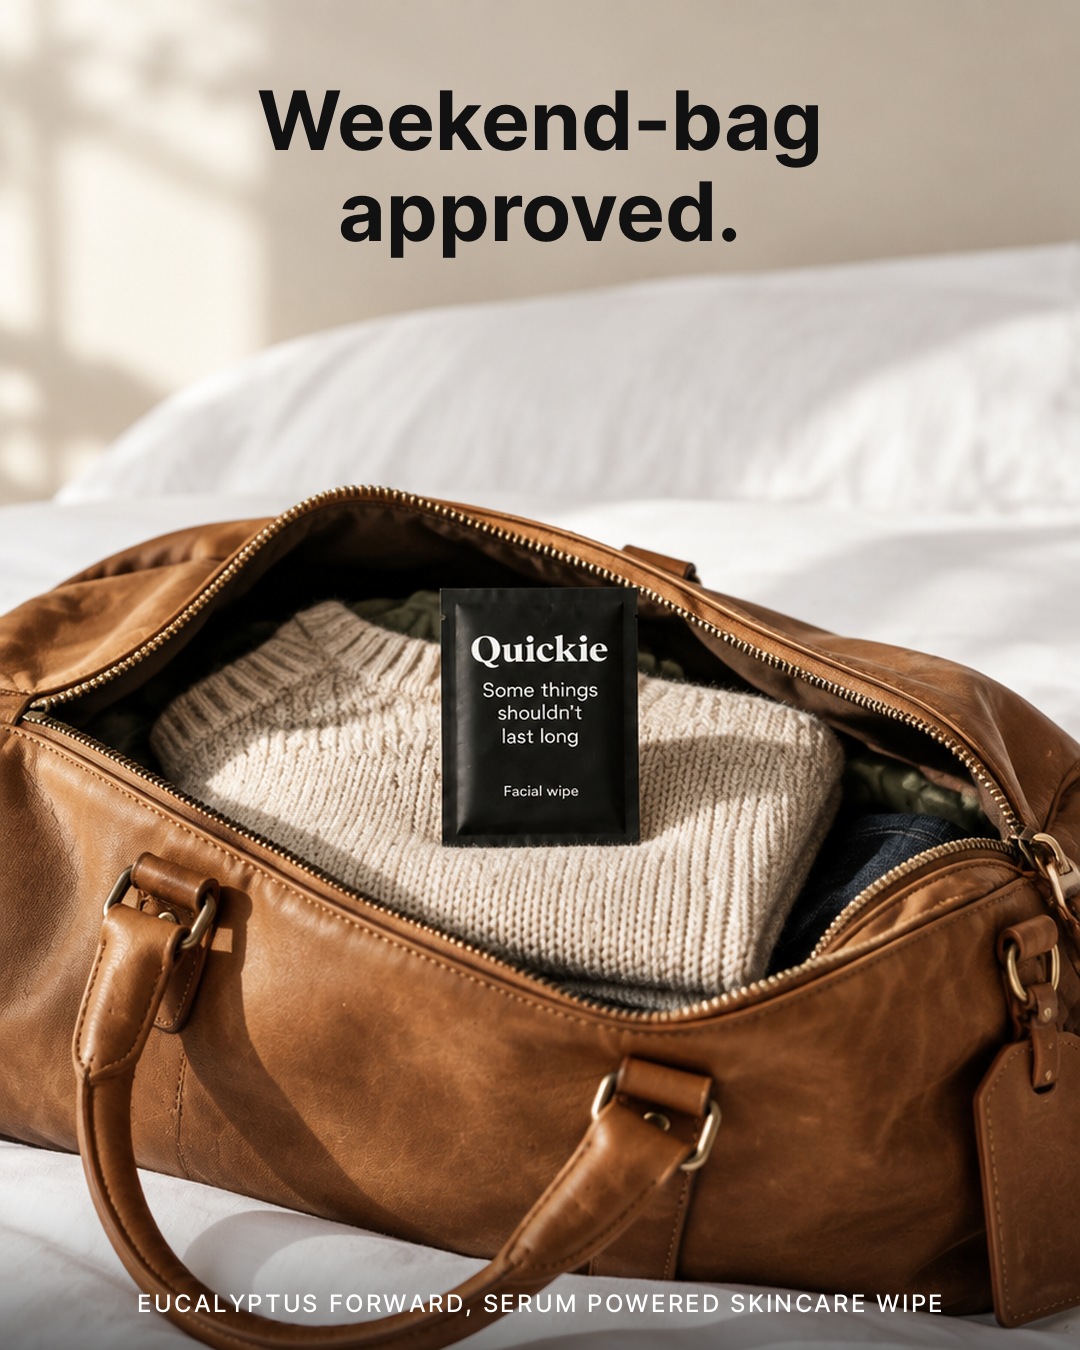 Weekend-bag
approved.
Quickie
Some things
shouldn't
last long
Facial wipe
EUCALYPTUS FORWARD, SERUM POWERED SKINCARE WIPE